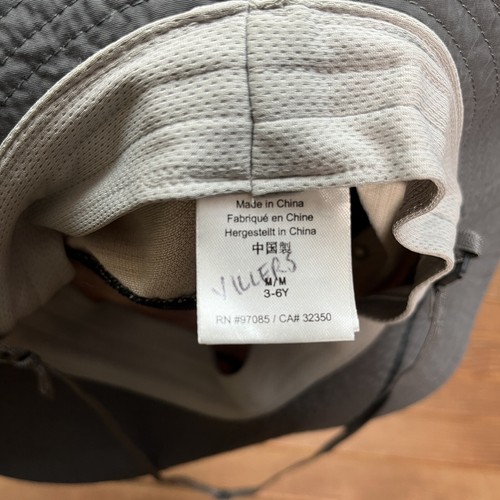 Made in China
Fabriqué en Chine
Hergestellt in China
中国製
VILLERS
M/M
3-6Y
RN #97085 / CA# 32350